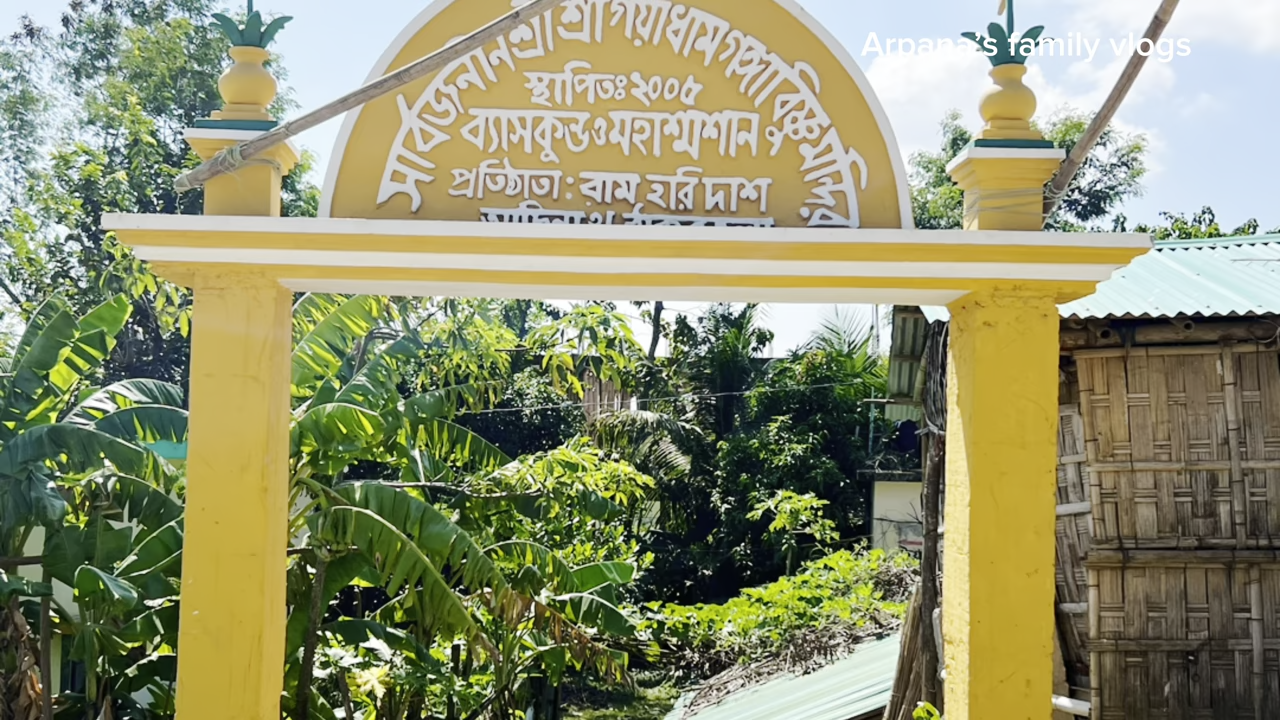 Arpana's family vlogs
সার্বজনীন শ্রী শ্রী গয়াধাম গঙ্গা বিষ্ণু মন্দির
স্থাপিতঃ ২০০৫
ব্যাসকুন্ড ও মহাশ্মশান
প্রতিষ্ঠাতা : রাম হরি দাশ